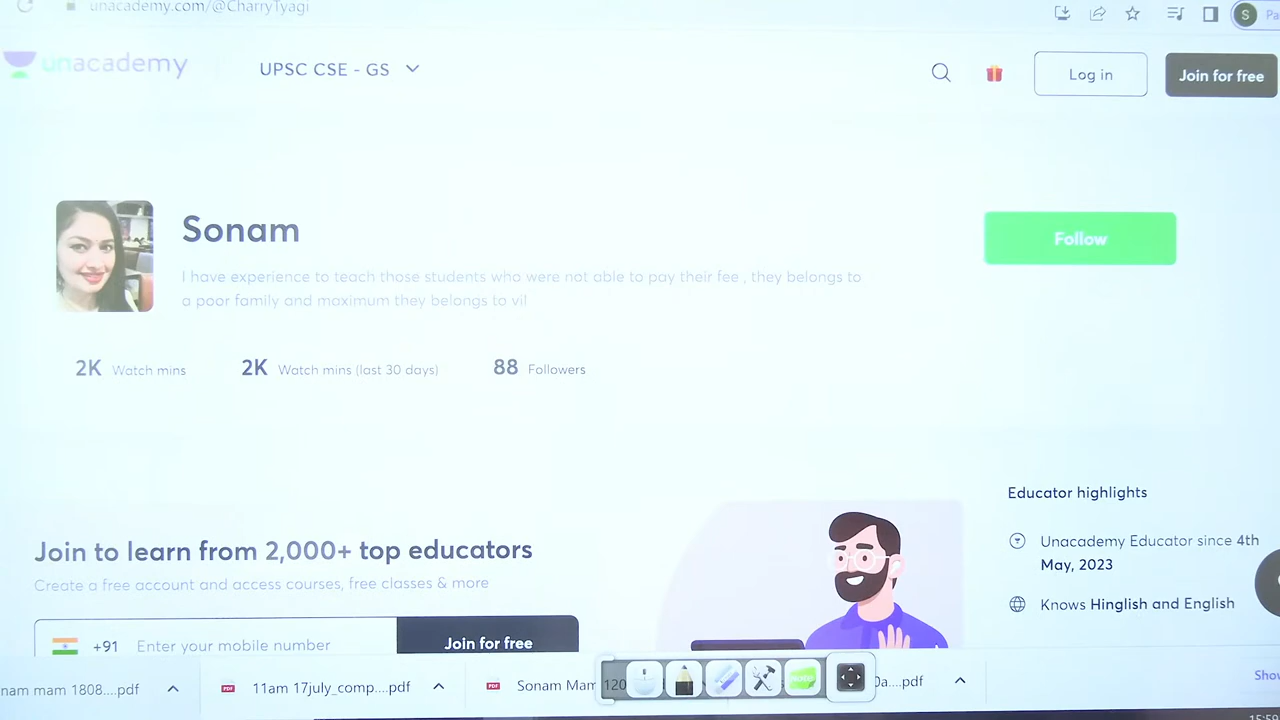 unacademy.com/@CharryTyagi
S
unacademy
UPSC CSE - GS
Log in
Join for free
Sonam
Follow
I have experience to teach those students who were not able to pay their fee , they belongs to
a poor family and maximum they belongs to vil
2K Watch mins
2K Watch mins (last 30 days)
88 Followers
Educator highlights
Join to learn from 2,000+ top educators
Create a free account and access courses, free classes & more
Unacademy Educator since 4th
May, 2023
Knows Hinglish and English
+91 Enter your mobile number
Join for free
nam mam 1808....pdf
PDF 11am 17july_comp....pdf
PDF Sonam Mam 120
NOTE
0a....pdf